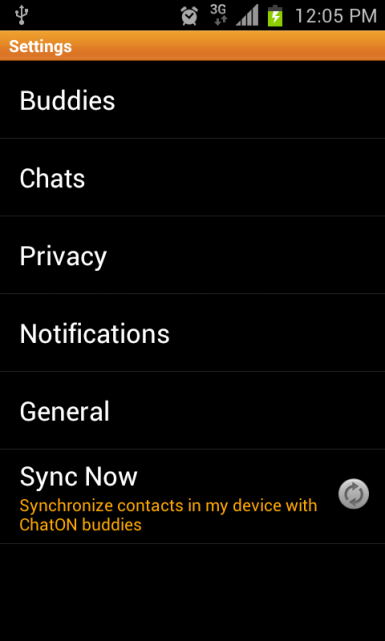 3G 12:05 PM
Settings
Buddies
Chats
Privacy
Notifications
General
Sync Now
Synchronize contacts in my device with
ChatON buddies